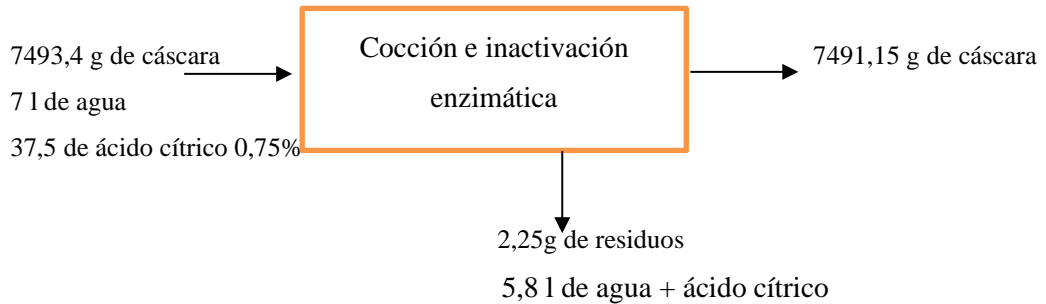 7493,4 g de cáscara
7 l de agua
37,5 de ácido cítrico 0,75%
Cocción e inactivación
enzimática
7491,15 g de cáscara
2,25g de residuos
5,8 l de agua + ácido cítrico